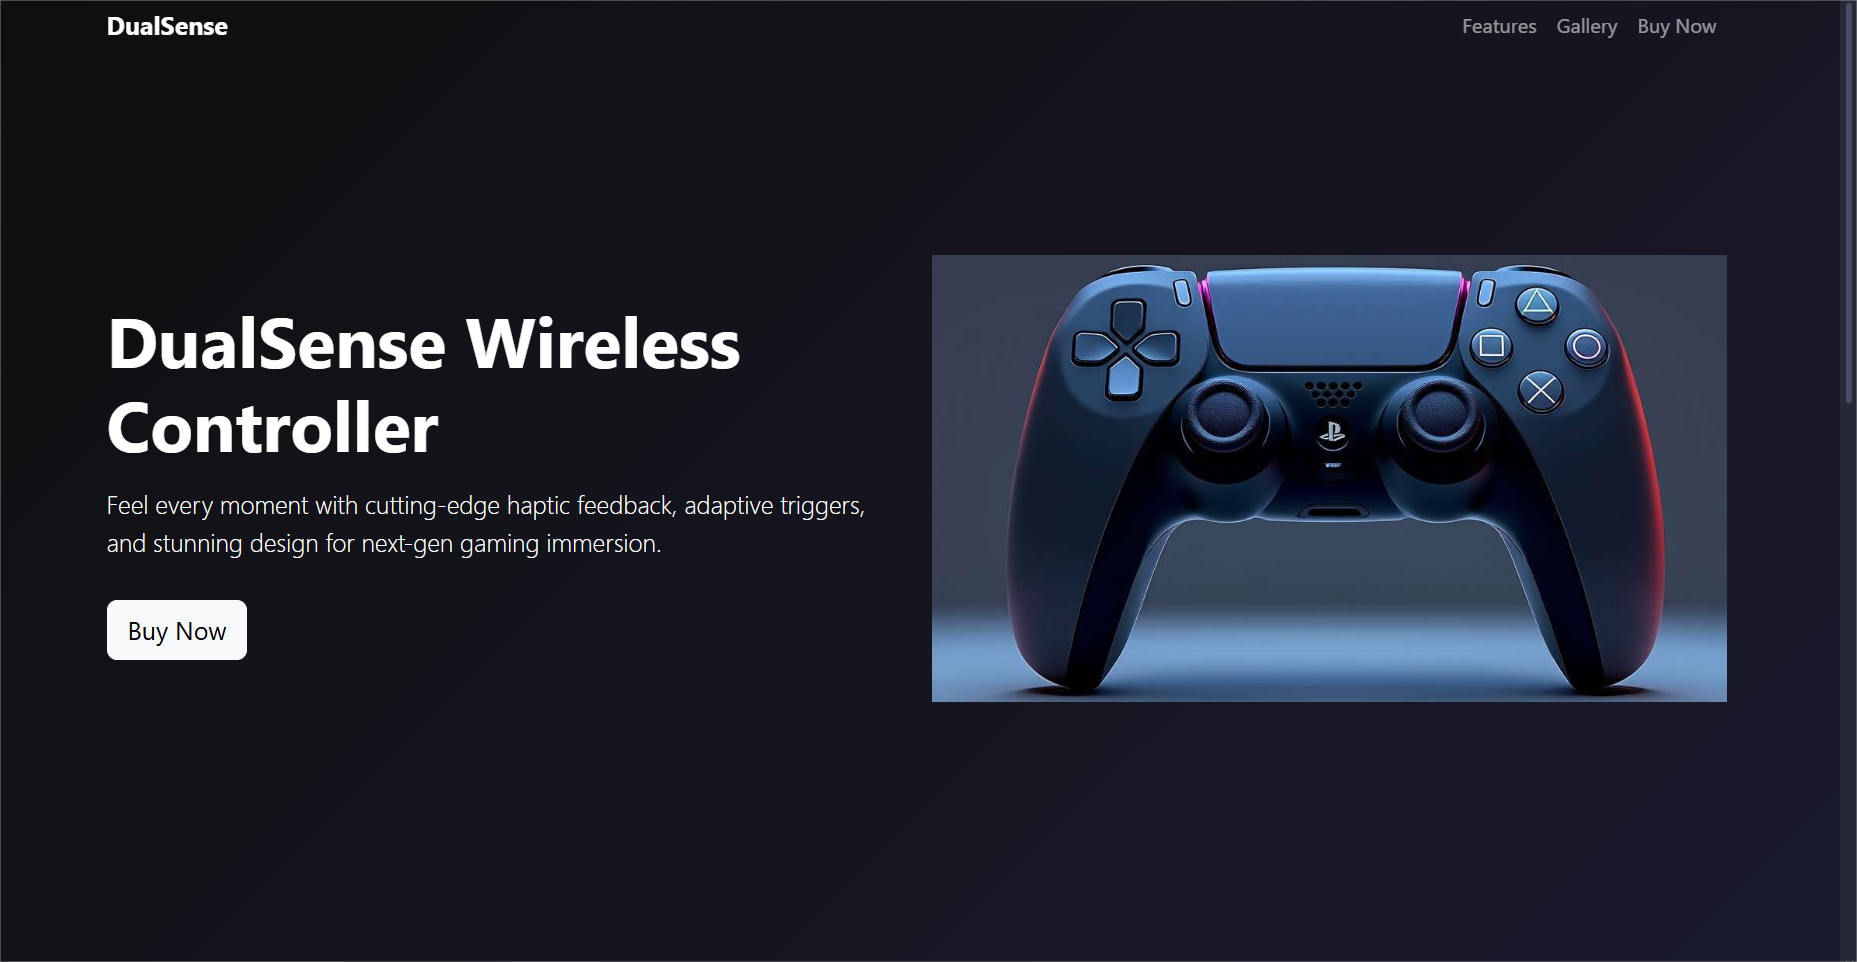 DualSense
Features Gallery Buy Now
DualSense Wireless
Controller
Feel every moment with cutting-edge haptic feedback, adaptive triggers,
and stunning design for next-gen gaming immersion.
Buy Now